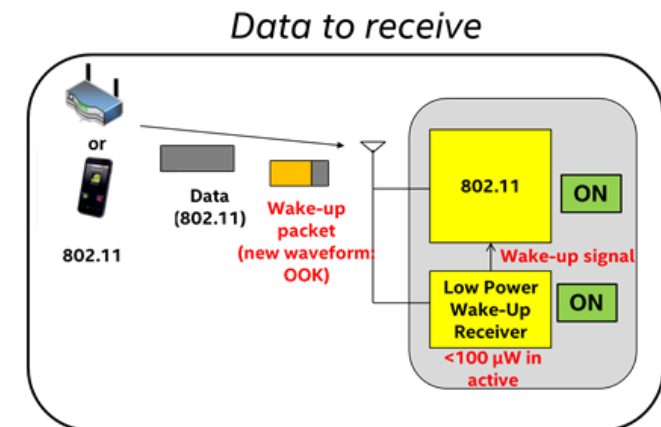 Data to receive
or
802.11
Data
(802.11)
Wake-up
packet
(new waveform:
OOK)
802.11
ON
Wake-up signal
Low Power
Wake-Up
Receiver
ON
<100 μW in
active